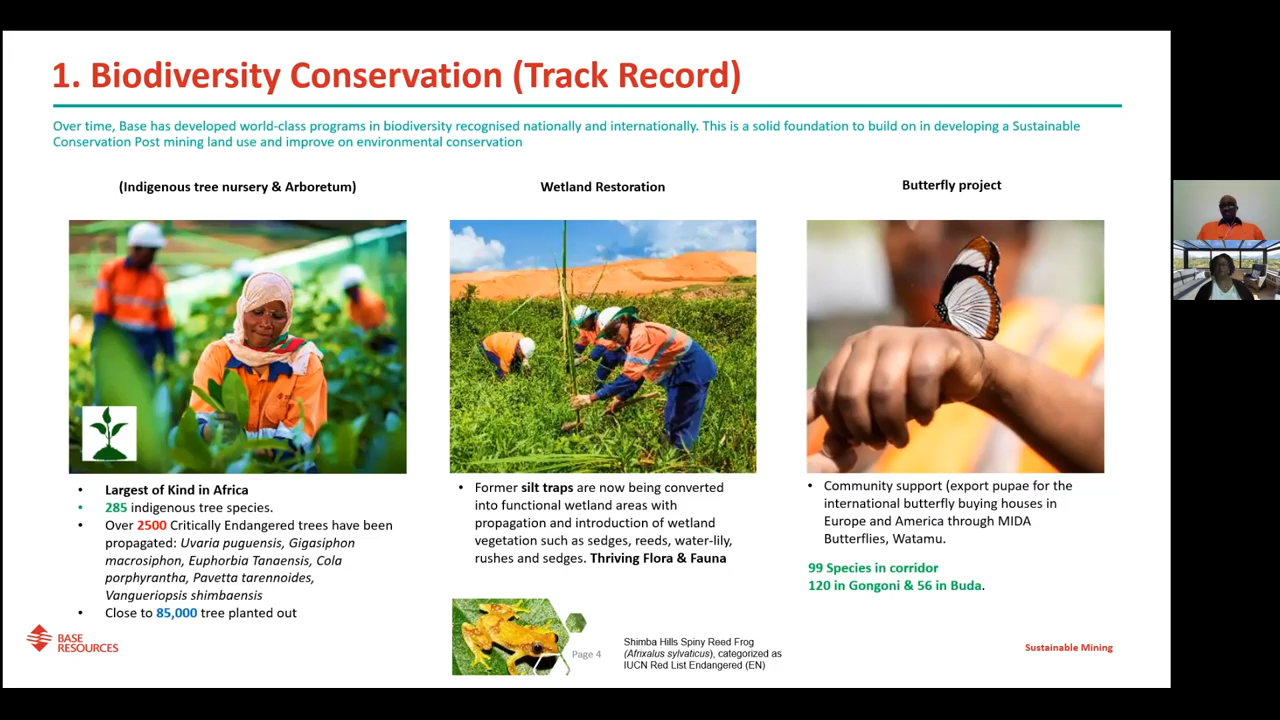 1. Biodiversity Conservation (Track Record)
Over time, Base has developed world-class programs in biodiversity recognised nationally and internationally. This is a solid foundation to build on in developing a Sustainable
Conservation Post mining land use and improve on environmental conservation
(Indigenous tree nursery & Arboretum)
• Largest of Kind in Africa
• 285 indigenous tree species.
• Over 2500 Critically Endangered trees have been
propagated: Uvaria puguensis, Gigasiphon
macrosiphon, Euphorbia Tanaensis, Cola
porphyrantha, Pavetta tarennoides,
Vangueriopsis shimbaensis
• Close to 85,000 tree planted out
Wetland Restoration
• Former silt traps are now being converted
into functional wetland areas with
propagation and introduction of wetland
vegetation such as sedges, reeds, water-lily,
rushes and sedges. Thriving Flora & Fauna
Butterfly project
• Community support (export pupae for the
international butterfly buying houses in
Europe and America through MIDA
Butterflies, Watamu.
99 Species in corridor
120 in Gongoni & 56 in Buda.
BASE
RESOURCES
Page 4
Shimba Hills Spiny Reed Frog
(Afrixalus sylvaticus), categorized as
IUCN Red List Endangered (EN)
Sustainable Mining